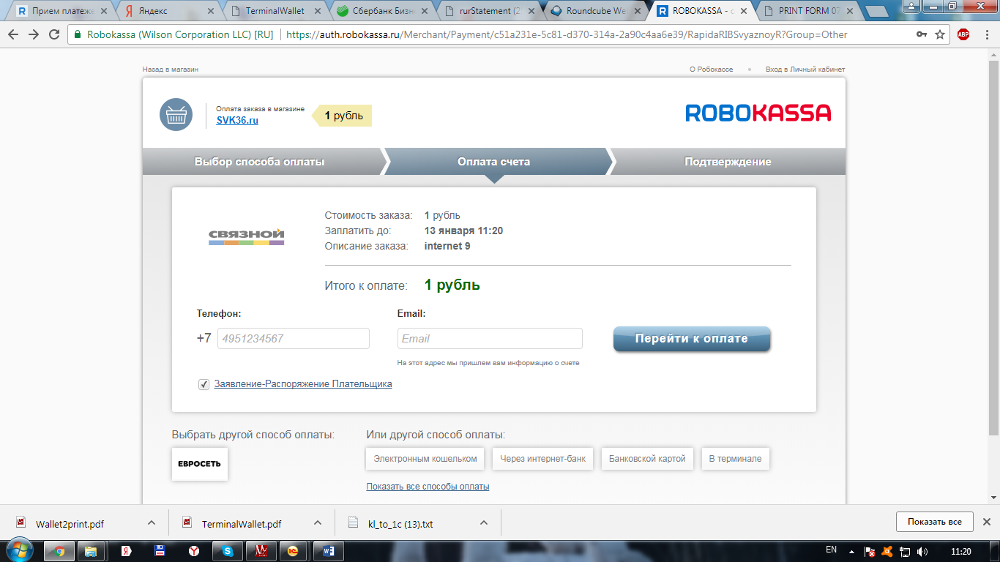 Прием платеже
Яндекс
TerminalWallet
Сбербанк Бизн
rurStatement (2
Roundcube We
ROBOKASSA - с
PRINT FORM 07
Robokassa (Wilson Corporation LLC) [RU]
https://auth.robokassa.ru/Merchant/Payment/c51a231e-5c81-d370-314a-2a90c4aa6e39/RapidaRIBSvyaznoyR?Group=Other
ABP
Назад в магазин
О Робокассе
Вход в Личный кабинет
Оплата заказа в магазине
SVK36.ru
1 рубль
ROBOKASSA
Выбор способа оплаты
Оплата счета
Подтверждение
СВЯЗНОЙ
Стоимость заказа: 1 рубль
Заплатить до: 13 января 11:20
Описание заказа: internet 9
Итого к оплате: 1 рубль
Телефон:
Email:
+7 4951234567
Email
Перейти к оплате
На этот адрес мы пришлем вам информацию о счете
Заявление-Распоряжение Плательщика
Выбрать другой способ оплаты:
Или другой способ оплаты:
ЕВРОСЕТЬ
Электронным кошельком
Через интернет-банк
Банковской картой
В терминале
Показать все способы оплаты
Wallet2print.pdf
TerminalWallet.pdf
kl_to_1c (13).txt
Показать все
EN
11:20